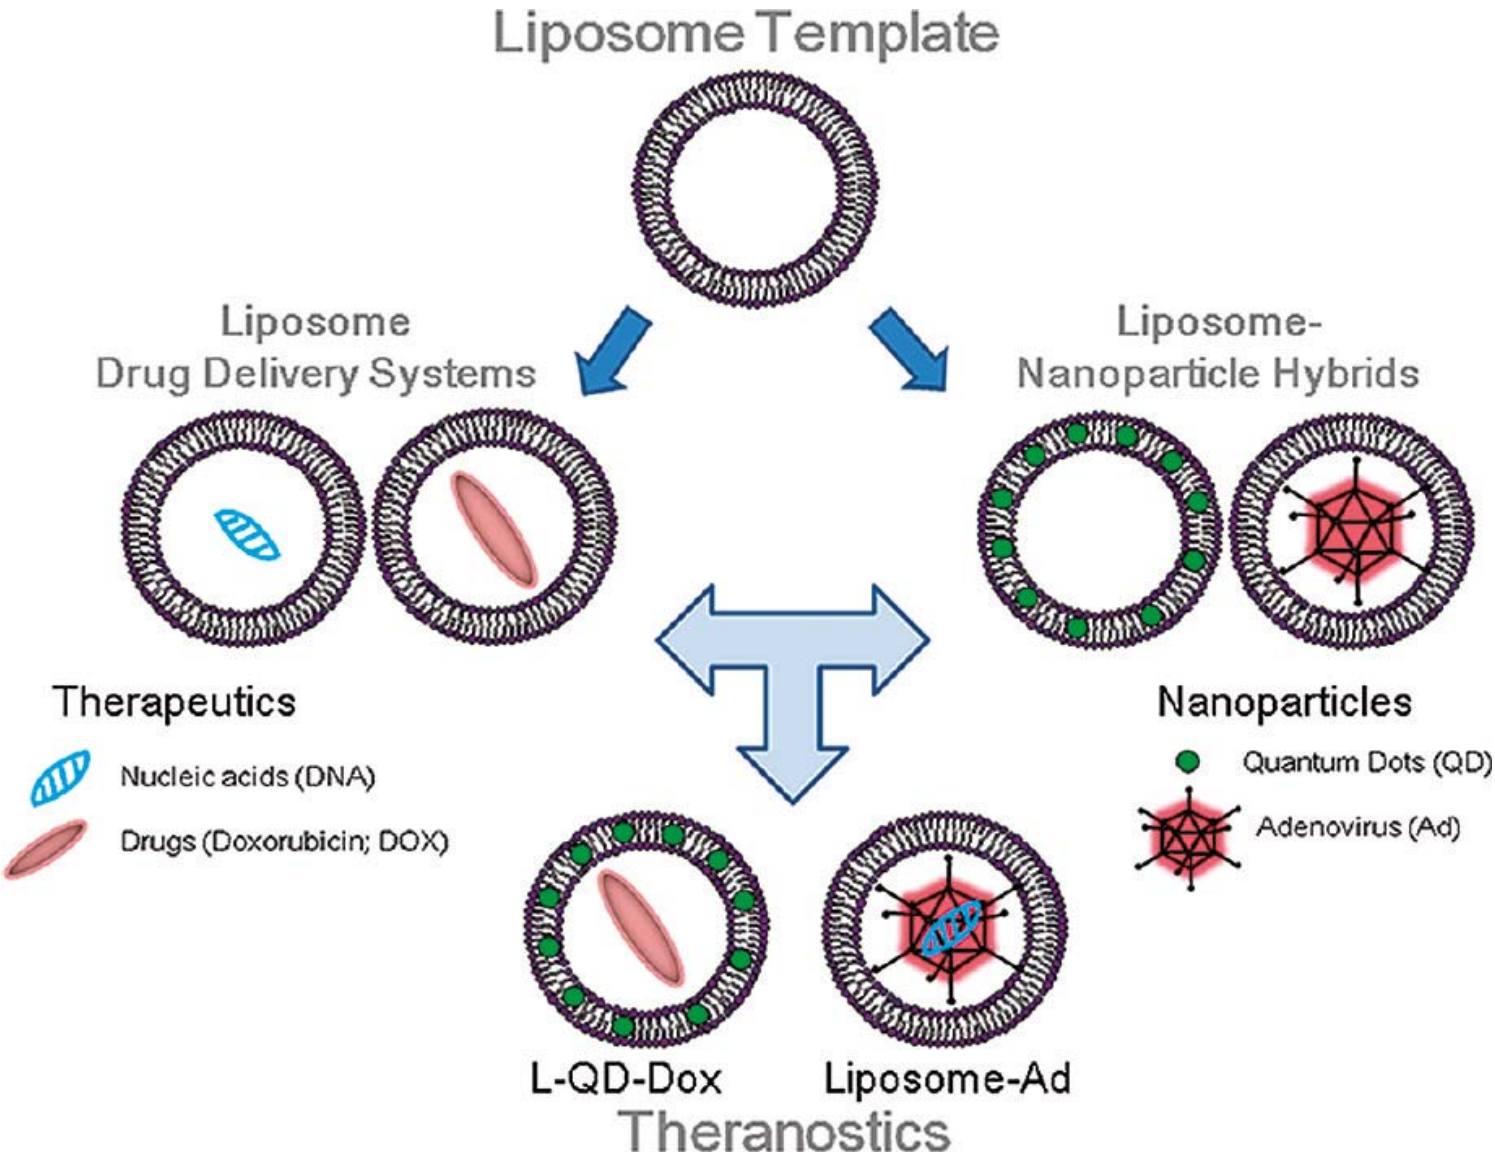 Liposome Template
Liposome
Drug Delivery Systems
Liposome-
Nanoparticle Hybrids
Therapeutics
Nucleic acids (DNA)
Drugs (Doxorubicin; DOX)
Nanoparticles
Quantum Dots (QD)
Adenovirus (Ad)
L-QD-Dox
Liposome-Ad
Theranostics